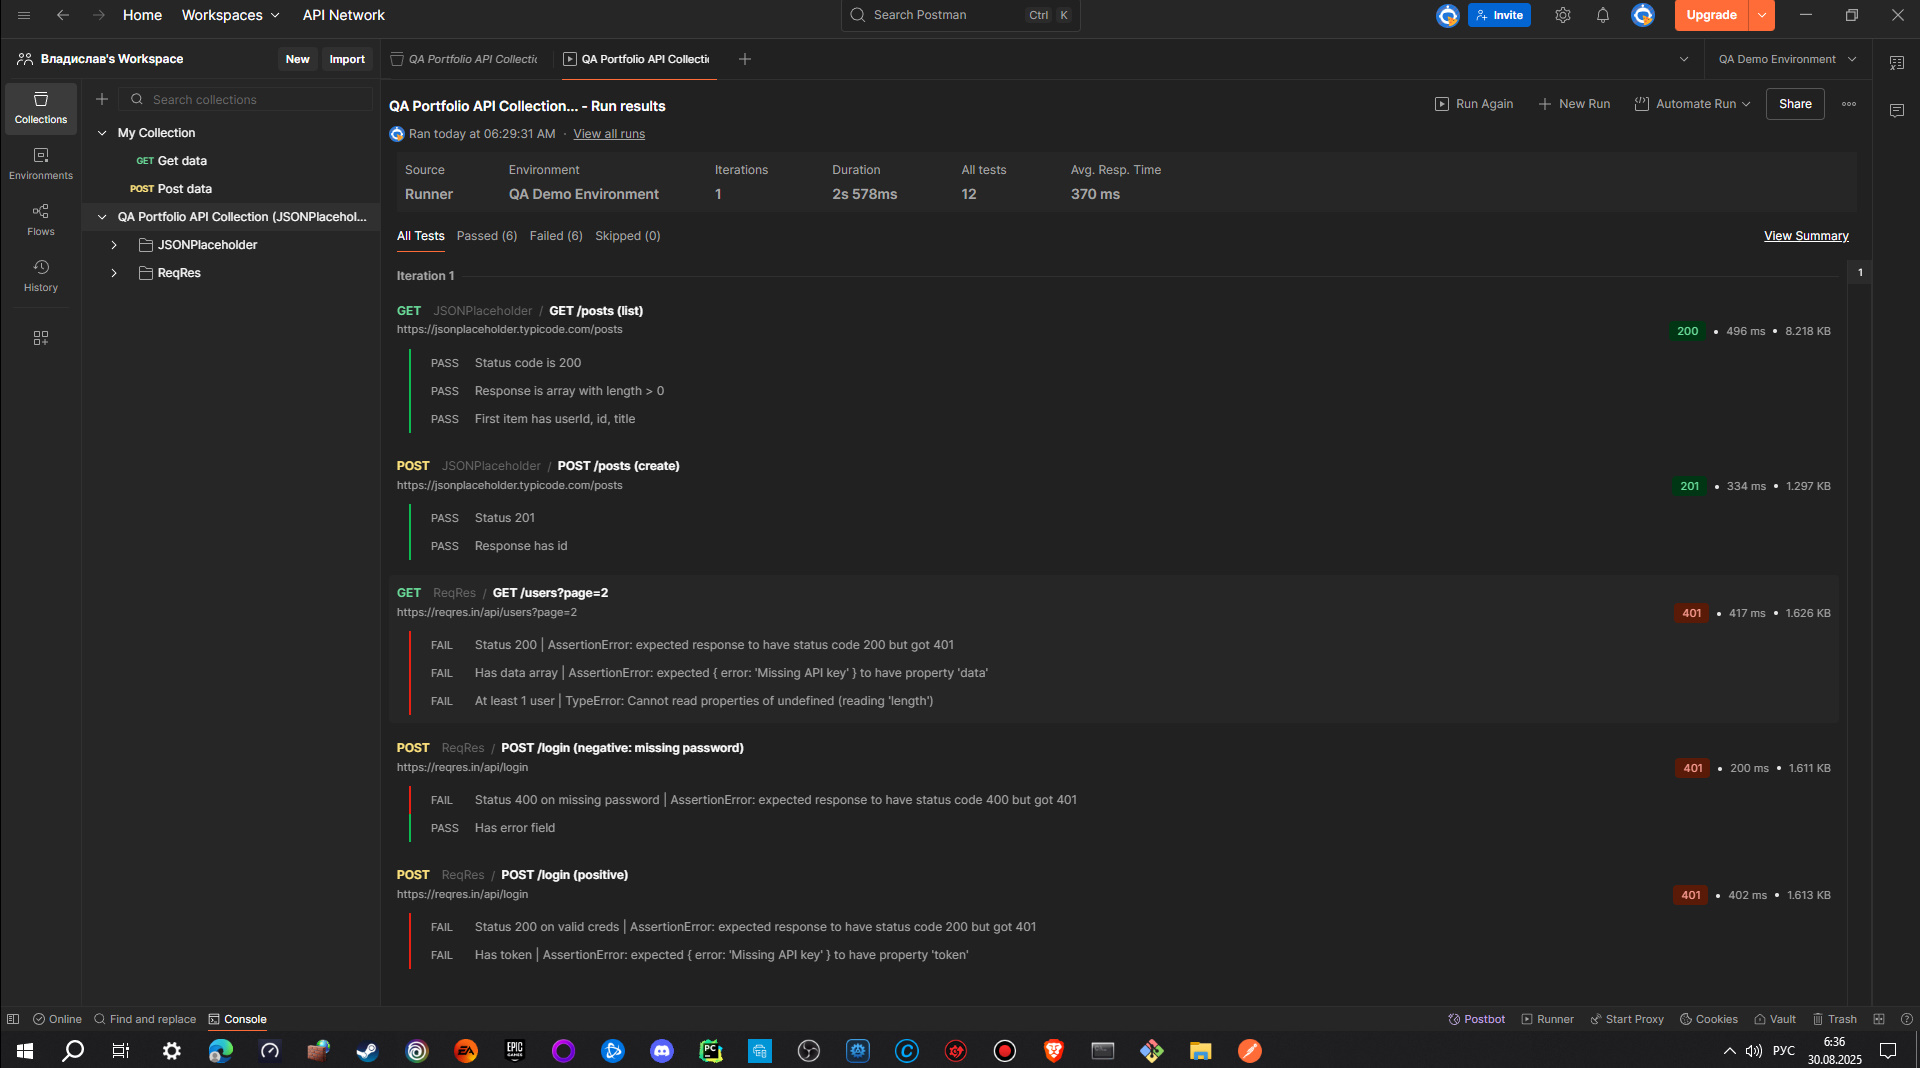 Home Workspaces API Network Search Postman Ctrl K Invite Upgrade
Владислав's Workspace New Import QA Portfolio API Collectic QA Portfolio API Collecti QA Demo Environment
Collections
Environments
Flows
History
Search collections
My Collection
GET Get data
POST Post data
QA Portfolio API Collection (JSONPlacehol...
JSONPlaceholder
ReqRes
QA Portfolio API Collection... - Run results Run Again New Run Automate Run Share
Ran today at 06:29:31 AM · View all runs
Source Environment Iterations Duration All tests Avg. Resp. Time
Runner QA Demo Environment 1 2s 578ms 12 370 ms
All Tests Passed (6) Failed (6) Skipped (0) View Summary
Iteration 1 1
GET JSONPlaceholder / GET /posts (list)
https://jsonplaceholder.typicode.com/posts 200 • 496 ms • 8.218 KB
PASS Status code is 200
PASS Response is array with length > 0
PASS First item has userId, id, title
POST JSONPlaceholder / POST /posts (create)
https://jsonplaceholder.typicode.com/posts 201 • 334 ms • 1.297 KB
PASS Status 201
PASS Response has id
GET ReqRes / GET /users?page=2
https://reqres.in/api/users?page=2 401 • 417 ms • 1.626 KB
FAIL Status 200 | AssertionError: expected response to have status code 200 but got 401
FAIL Has data array | AssertionError: expected { error: 'Missing API key' } to have property 'data'
FAIL At least 1 user | TypeError: Cannot read properties of undefined (reading 'length')
POST ReqRes / POST /login (negative: missing password)
https://reqres.in/api/login 401 • 200 ms • 1.611 KB
FAIL Status 400 on missing password | AssertionError: expected response to have status code 400 but got 401
PASS Has error field
POST ReqRes / POST /login (positive)
https://reqres.in/api/login 401 • 402 ms • 1.613 KB
FAIL Status 200 on valid creds | AssertionError: expected response to have status code 200 but got 401
FAIL Has token | AssertionError: expected { error: 'Missing API key' } to have property 'token'
Online Find and replace Console Postbot Runner Start Proxy Cookies Vault Trash
EA EPIC GAMES PC РУС 6:36
30.08.2025